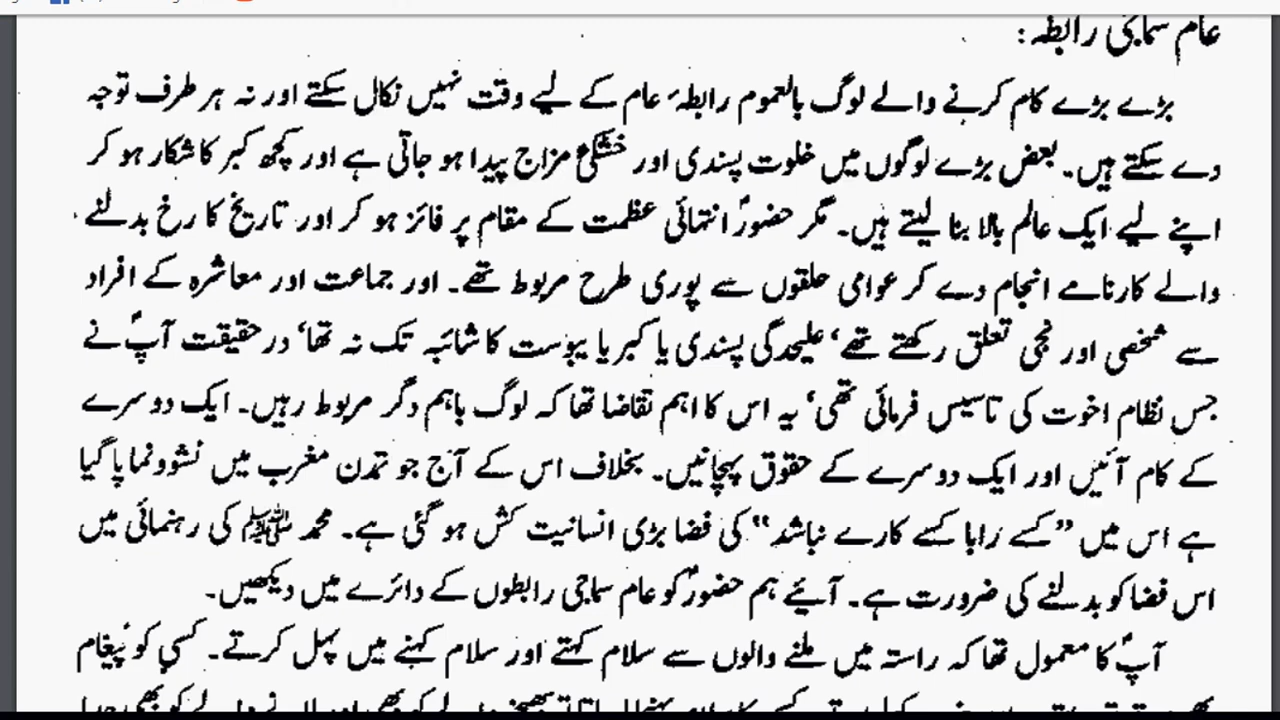 عام سماجی رابطہ:
بڑے بڑے کام کرنے والے لوگ بالعموم رابطہٴ عام کے لیے وقت نہیں نکال سکتے اور نہ ہر طرف توجہ
دے سکتے ہیں۔ بعض بڑے لوگوں میں خلوت پسندی اور خشکیٴ مزاج پیدا ہو جاتی ہے اور کچھ کبر کا شکار ہو کر
اپنے لیے ایک عالم بالا بنا لیتے ہیں۔ مگر حضورؐ انتہائی عظمت کے مقام پر فائز ہو کر اور تاریخ کا رخ بدلنے
والے کارنامے انجام دے کر عوامی حلقوں سے پوری طرح مربوط تھے۔ اور جماعت اور معاشرہ کے افراد
سے شخصی اور نجی تعلق رکھتے تھے، علیحدگی پسندی یا کبر یا یبوست کا شائبہ تک نہ تھا، درحقیقت آپؐ نے
جس نظام اخوت کی تاسیس فرمائی تھی، یہ اس کا اہم تقاضا تھا کہ لوگ باہم دگر مربوط رہیں۔ ایک دوسرے
کے کام آئیں اور ایک دوسرے کے حقوق پہچانیں۔ بخلاف اس کے آج جو تمدن مغرب میں نشوونما پا گیا
ہے اس میں ”کسے رابا کسے کارے نباشد“ کی فضا بڑی انسانیت کش ہو گئی ہے۔ محمد ﷺ کی رہنمائی میں
اس فضا کو بدلنے کی ضرورت ہے۔ آیئے ہم حضورؐ کو عام سماجی رابطوں کے دائرے میں دیکھیں۔
آپؐ کا معمول تھا کہ راستہ میں ملنے والوں سے سلام کہتے اور سلام کہنے میں پہل کرتے۔ کسی کو پیغام